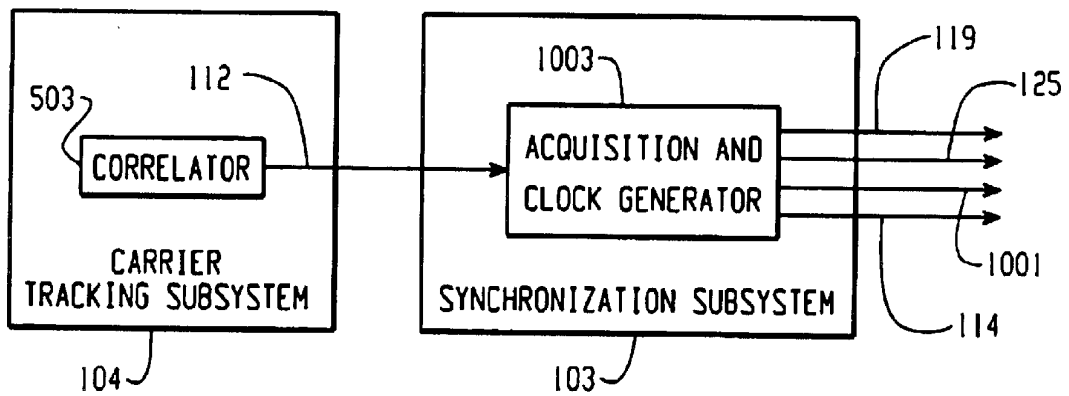 119
1003
125
112
503
ACQUISITION AND
CLOCK GENERATOR
CORRELATOR
CARRIER
TRACKING SUBSYSTEM
SYNCHRONIZATION SUBSYSTEM
1001
114
104
103